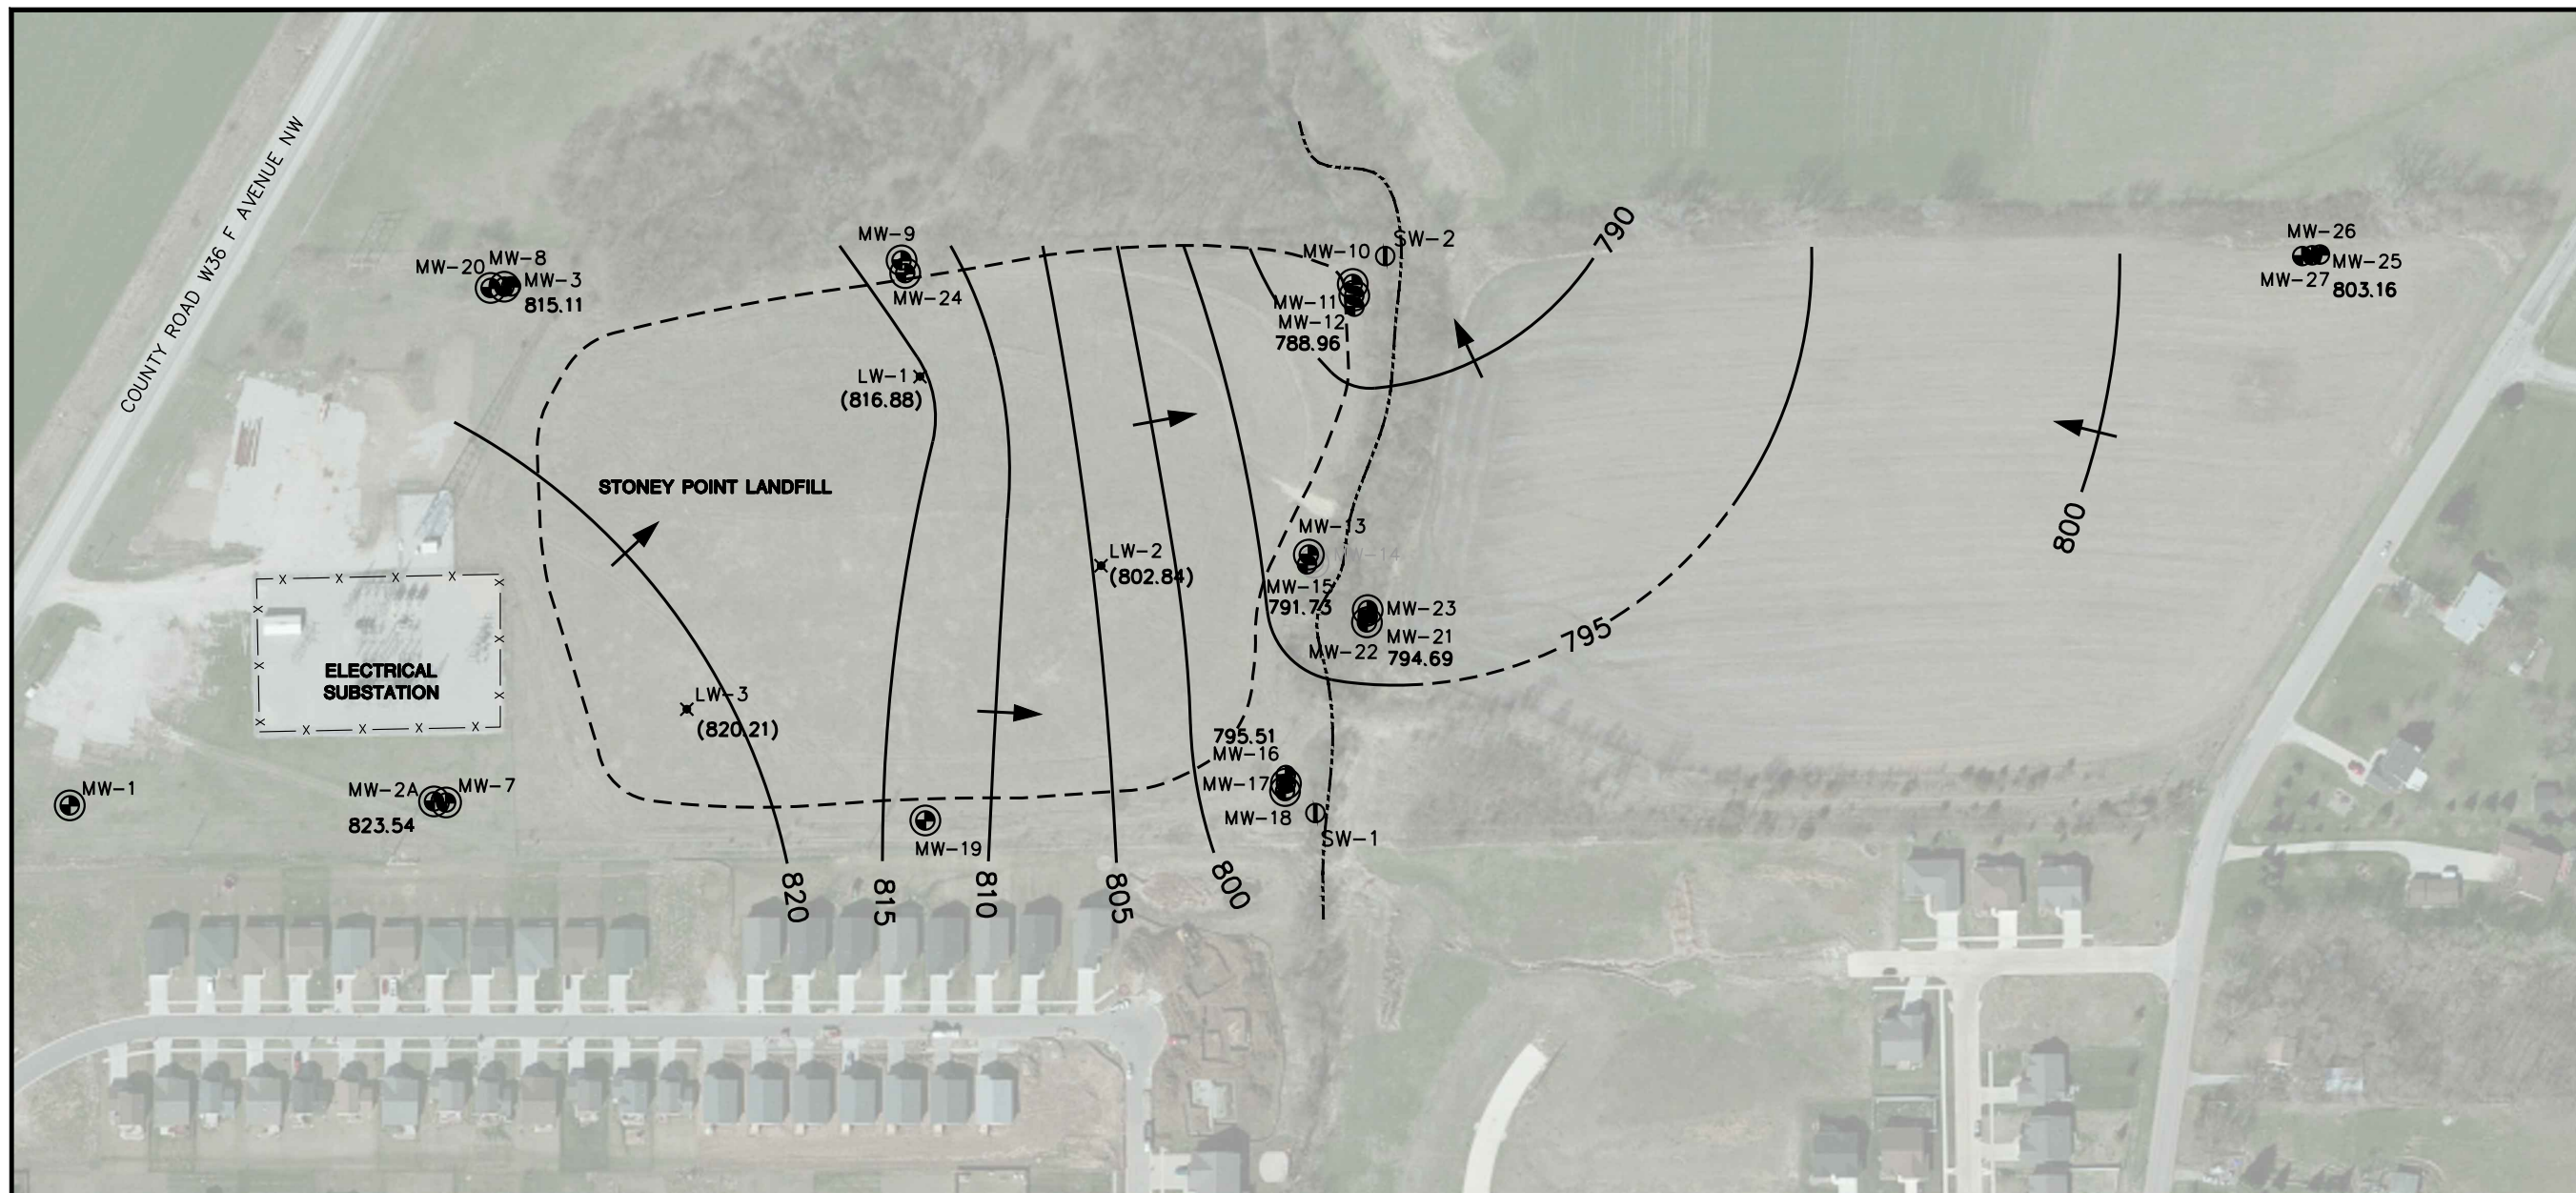 COUNTY ROAD W36 F AVENUE NW
MW-9
MW-24
MW-20
MW-8
MW-3
815.11
MW-10
SW-2
MW-11
MW-12
788.96
790
MW-26
MW-25
MW-27
803.16
LW-1
(816.88)
STONEY POINT LANDFILL
LW-2
(802.84)
MW-13
MW-14
MW-15
791.73
MW-23
MW-21
MW-22
794.69
795
800
ELECTRICAL
SUBSTATION
X X X X X X X X X X X X X X
LW-3
(820.21)
795.51
MW-16
MW-17
MW-18
SW-1
MW-1
MW-2A
MW-7
823.54
MW-19
820
815
810
805
800